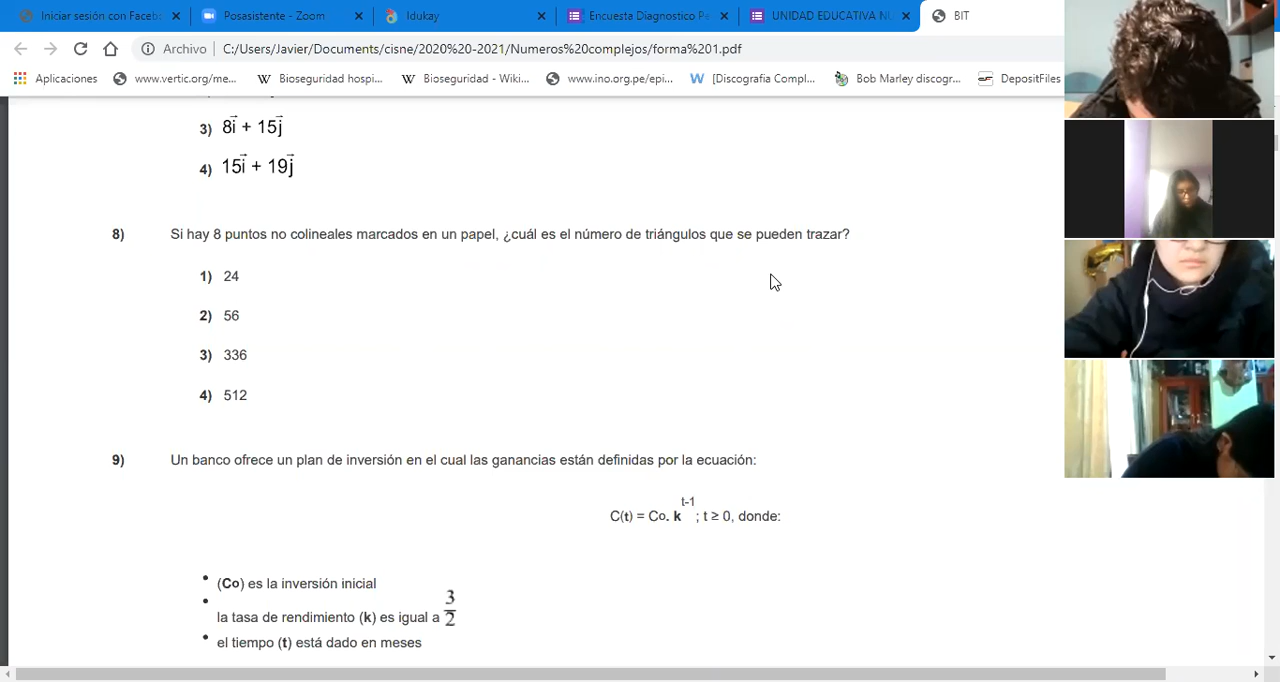 Iniciar sesión con Faceb
Posasistente - Zoom
Idukay
Encuesta Diagnostico Pe
UNIDAD EDUCATIVA NU
BIT
Archivo
C:/Users/Javier/Documents/cisne/2020%20-2021/Numeros%20complejos/forma%201.pdf
Aplicaciones
www.vertic.org/me...
Bioseguridad hospi...
Bioseguridad - Wiki...
www.ino.org.pe/epi...
[Discografia Compl...
Bob Marley discogr...
DepositFiles
3) 8i⃗ + 15j⃗
4) 15i⃗ + 19j⃗
8) Si hay 8 puntos no colineales marcados en un papel, ¿cuál es el número de triángulos que se pueden trazar?
1) 24
2) 56
3) 336
4) 512
9) Un banco ofrece un plan de inversión en el cual las ganancias están definidas por la ecuación:
t-1
C(t) = Co. k ; t ≥ 0, donde:
• (Co) es la inversión inicial
• la tasa de rendimiento (k) es igual a 3/2
• el tiempo (t) está dado en meses